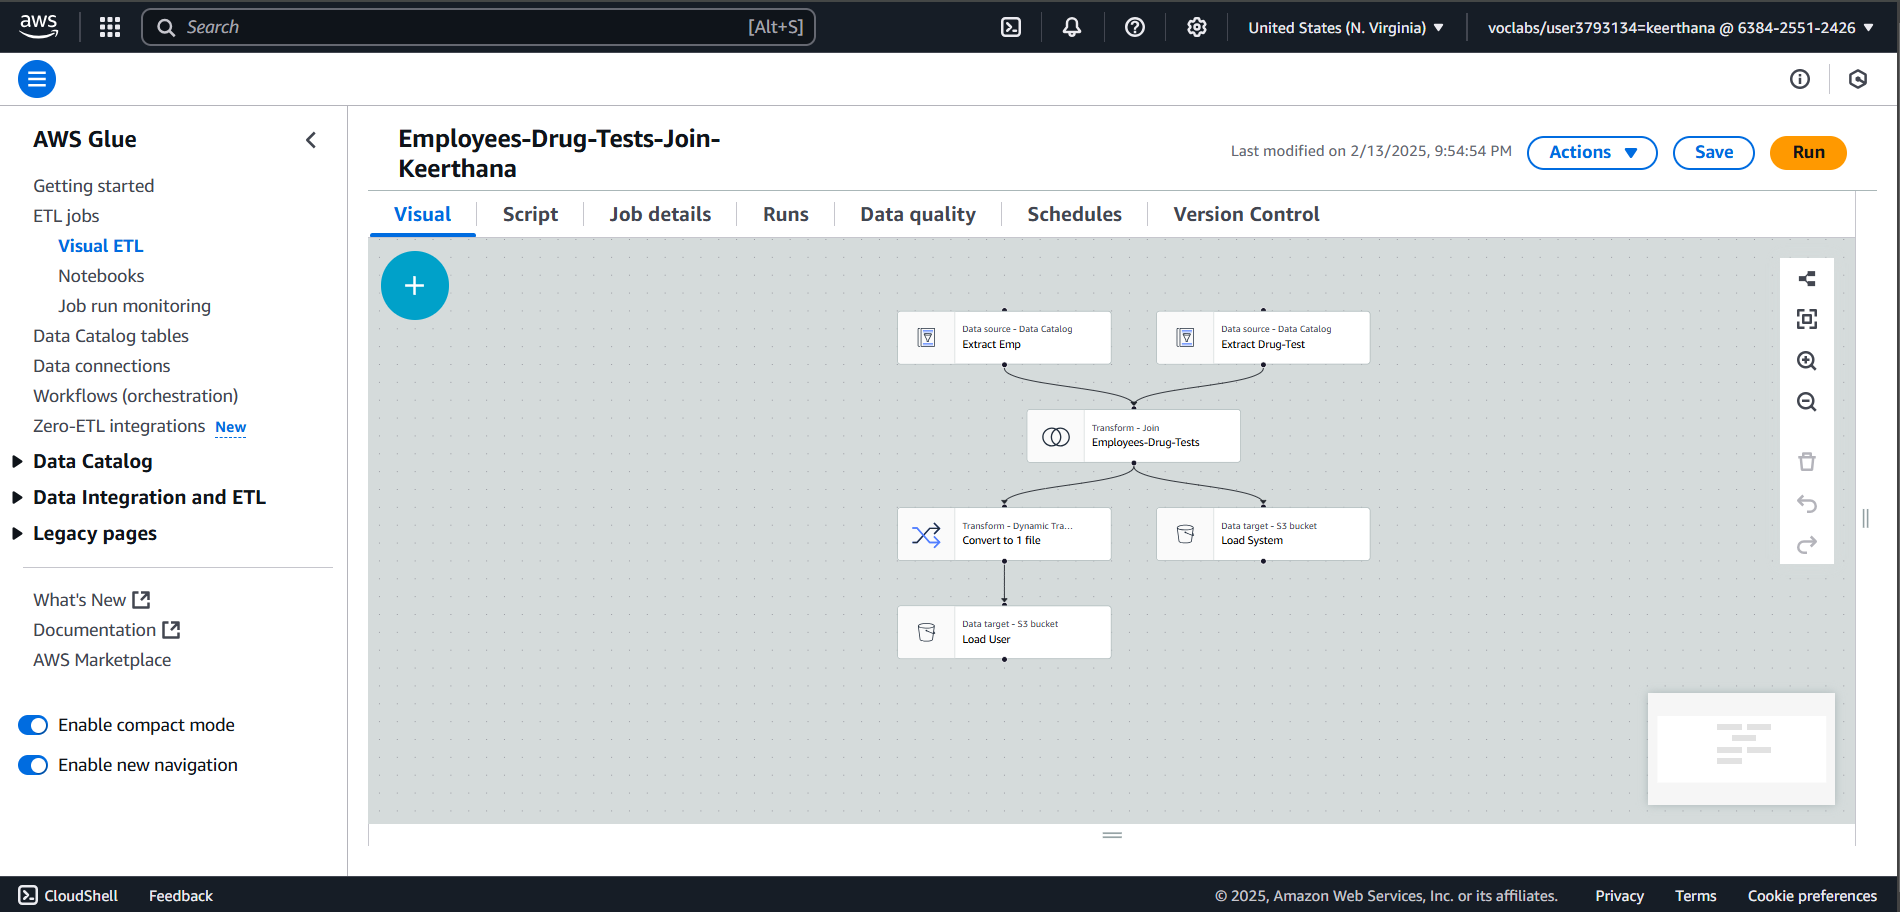 aws
Search
[Alt+S]
United States (N. Virginia)
voclabs/user3793134=keerthana @ 6384-2551-2426
AWS Glue
Getting started
ETL jobs
Visual ETL
Notebooks
Job run monitoring
Data Catalog tables
Data connections
Workflows (orchestration)
Zero-ETL integrations New
Data Catalog
Data Integration and ETL
Legacy pages
What's New
Documentation
AWS Marketplace
Enable compact mode
Enable new navigation
Employees-Drug-Tests-Join-
Keerthana
Last modified on 2/13/2025, 9:54:54 PM
Actions
Save
Run
Visual
Script
Job details
Runs
Data quality
Schedules
Version Control
Data source - Data Catalog
Extract Emp
Data source - Data Catalog
Extract Drug-Test
Transform - Join
Employees-Drug-Tests
Transform - Dynamic Tra...
Convert to 1 file
Data target - S3 bucket
Load System
Data target - S3 bucket
Load User
CloudShell
Feedback
© 2025, Amazon Web Services, Inc. or its affiliates.
Privacy
Terms
Cookie preferences